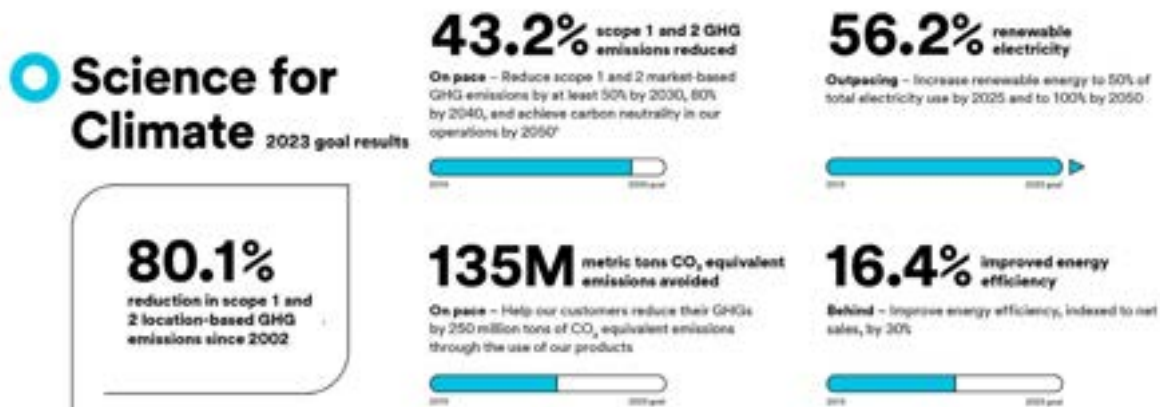 Science for
Climate 2023 goal results
80.1%
reduction in scope 1 and
2 location-based GHG
emissions since 2002
43.2% scope 1 and 2 GHG
emissions reduced
On pace – Reduce scope 1 and 2 market-based
GHG emissions by at least 50% by 2030, 80%
by 2040, and achieve carbon neutrality in our
operations by 2050
56.2% renewable
electricity
Outpacing – Increase renewable energy to 50% of
total electricity use by 2025 and to 100% by 2050
2025 goal
135M metric tons CO₂ equivalent
emissions avoided
On pace – Help our customers reduce their GHGs
by 250 million tons of CO₂ equivalent emissions
through the use of our products
16.4% improved energy
efficiency
Behind – Improve energy efficiency, indexed to net
sales, by 30%